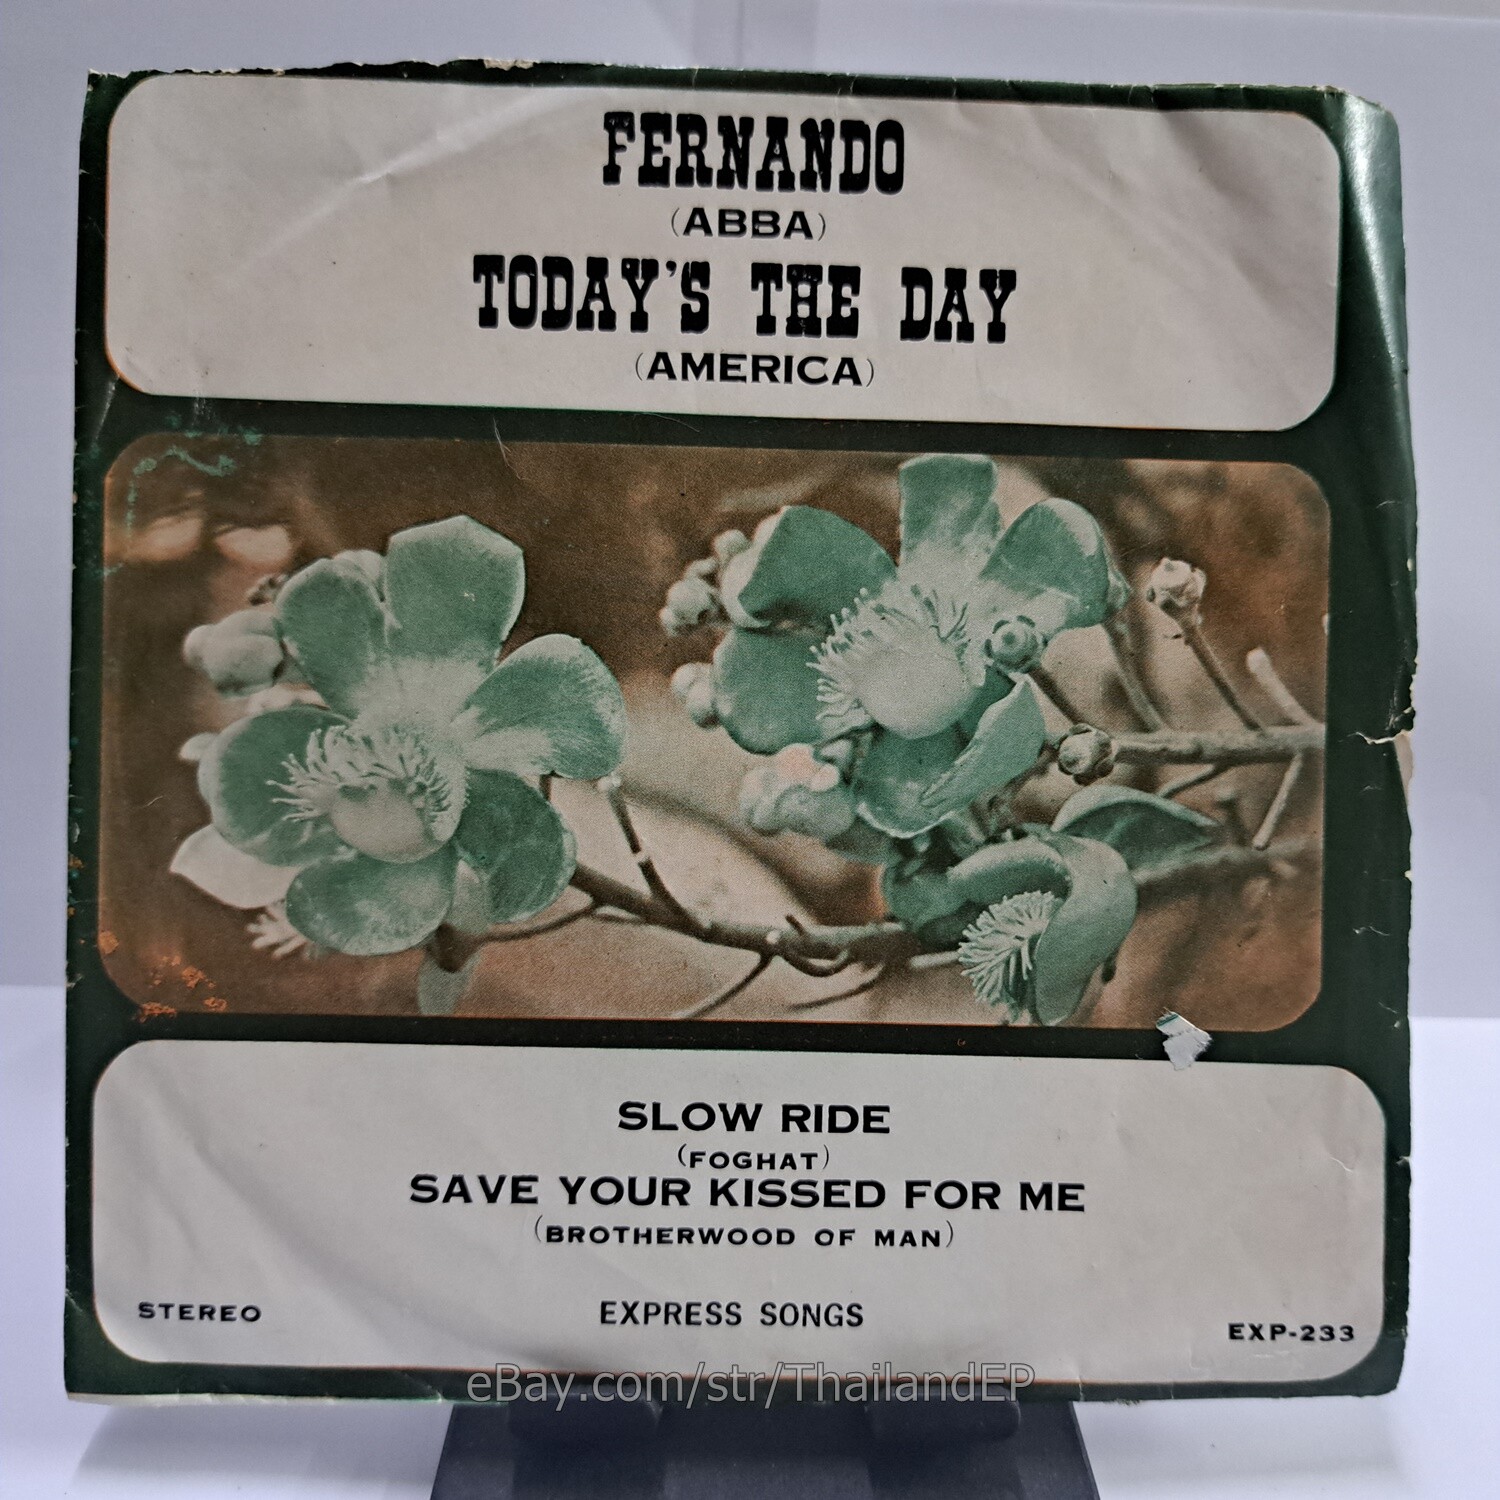 FERNANDO
(ABBA)
TODAY'S THE DAY
(AMERICA)
SLOW RIDE
(FOGHAT)
SAVE YOUR KISSED FOR ME
(BROTHERWOOD OF MAN)
STEREO
EXPRESS SONGS
EXP-233
eBay.com/str/ThailandEP